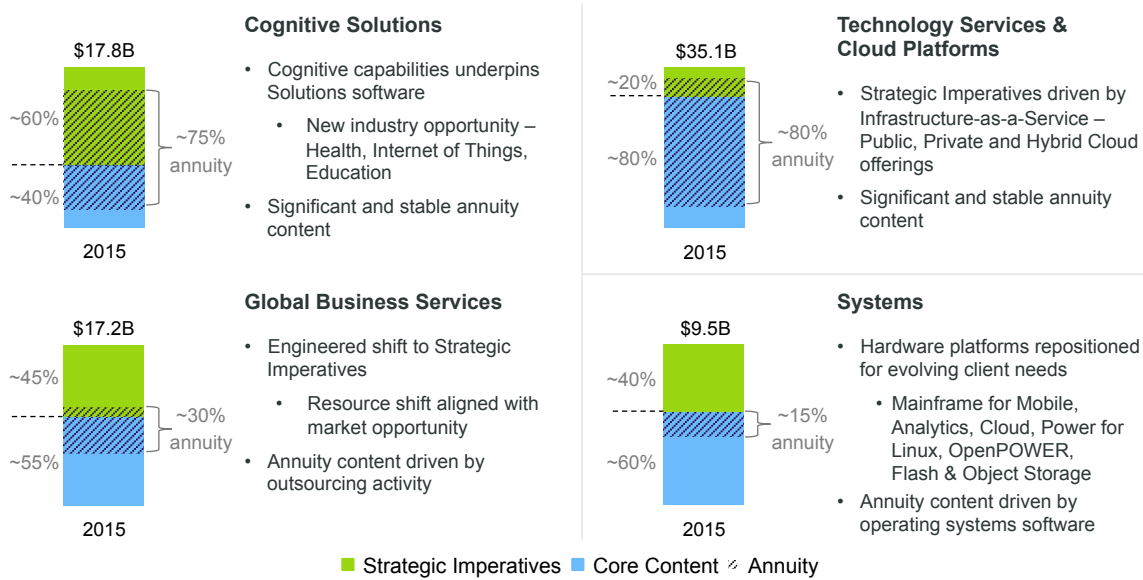 Cognitive Solutions
$17.8B
~60%
~40%
~75%
annuity
2015
• Cognitive capabilities underpins
Solutions software
• New industry opportunity –
Health, Internet of Things,
Education
• Significant and stable annuity
content
Technology Services &
Cloud Platforms
$35.1B
~20%
~80%
~80%
annuity
2015
• Strategic Imperatives driven by
Infrastructure-as-a-Service –
Public, Private and Hybrid Cloud
offerings
• Significant and stable annuity
content
Global Business Services
$17.2B
~45%
~55%
~30%
annuity
2015
• Engineered shift to Strategic
Imperatives
• Resource shift aligned with
market opportunity
• Annuity content driven by
outsourcing activity
Systems
$9.5B
~40%
~60%
~15%
annuity
2015
• Hardware platforms repositioned
for evolving client needs
• Mainframe for Mobile,
Analytics, Cloud, Power for
Linux, OpenPOWER,
Flash & Object Storage
• Annuity content driven by
operating systems software
Strategic Imperatives Core Content Annuity